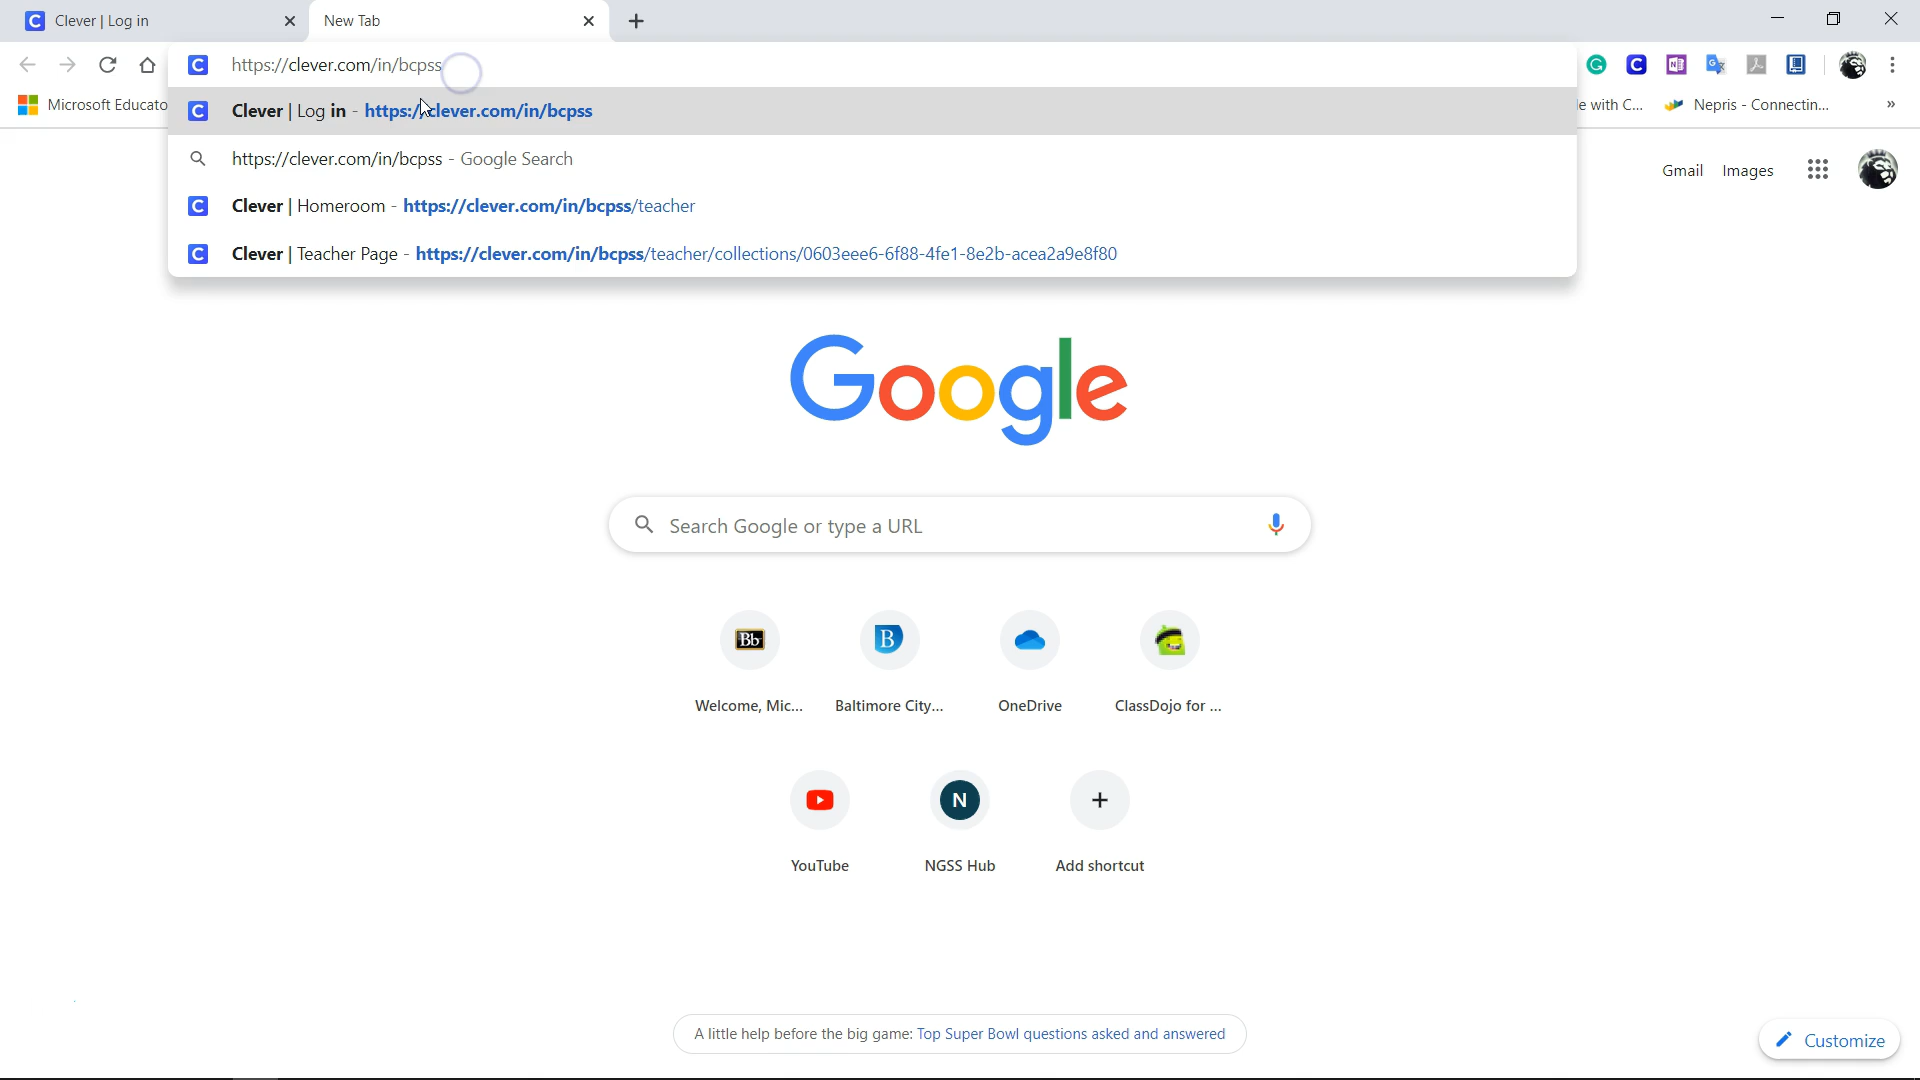 Clever | Log in
New Tab
https://clever.com/in/bcpss
Microsoft Educato
Clever | Log in - https://clever.com/in/bcpss
le with C...
Nepris - Connectin...
»
https://clever.com/in/bcpss - Google Search
Gmail
Images
Clever | Homeroom - https://clever.com/in/bcpss/teacher
Clever | Teacher Page - https://clever.com/in/bcpss/teacher/collections/0603eee6-6f88-4fe1-8e2b-acea2a9e8f80
Google
Search Google or type a URL
Bb
B
Welcome, Mic...
Baltimore City...
OneDrive
ClassDojo for ...
N
YouTube
NGSS Hub
Add shortcut
A little help before the big game: Top Super Bowl questions asked and answered
Customize